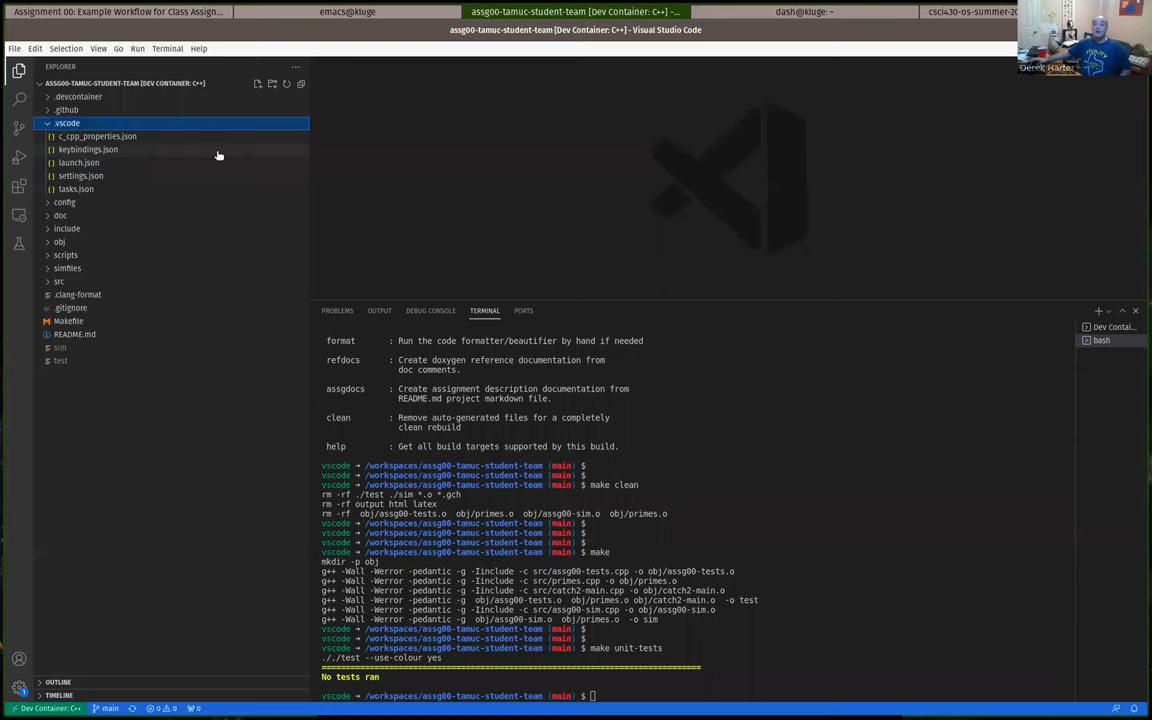 Assignment 00: Example Workflow for Class Assign... emacs@kluge assg00-tamuc-student-team [Dev Container: C++] -... dash@kluge: ~ csci430-os-summer-20
assg00-tamuc-student-team [Dev Container: C++] - Visual Studio Code
File Edit Selection View Go Run Terminal Help
Derek Harter
EXPLORER
ASSG00-TAMUC-STUDENT-TEAM [DEV CONTAINER: C++]
.devcontainer
.github
.vscode
c_cpp_properties.json
keybindings.json
launch.json
settings.json
tasks.json
config
doc
include
obj
scripts
simfiles
src
.clang-format
.gitignore
Makefile
README.md
sim
test
OUTLINE
TIMELINE
PROBLEMS OUTPUT DEBUG CONSOLE TERMINAL PORTS
Dev Contai...
bash
format : Run the code formatter/beautifier by hand if needed
refdocs : Create doxygen reference documentation from
doc comments.
assgdocs : Create assignment description documentation from
README.md project markdown file.
clean : Remove auto-generated files for a completely
clean rebuild
help : Get all build targets supported by this build.
vscode ➜ /workspaces/assg00-tamuc-student-team (main) $
vscode ➜ /workspaces/assg00-tamuc-student-team (main) $
vscode ➜ /workspaces/assg00-tamuc-student-team (main) $ make clean
rm -rf ./test ./sim *.o *.gch
rm -rf output html latex
rm -rf obj/assg00-tests.o obj/primes.o obj/assg00-sim.o obj/primes.o
vscode ➜ /workspaces/assg00-tamuc-student-team (main) $
vscode ➜ /workspaces/assg00-tamuc-student-team (main) $
vscode ➜ /workspaces/assg00-tamuc-student-team (main) $
vscode ➜ /workspaces/assg00-tamuc-student-team (main) $ make
mkdir -p obj
g++ -Wall -Werror -pedantic -g -Iinclude -c src/assg00-tests.cpp -o obj/assg00-tests.o
g++ -Wall -Werror -pedantic -g -Iinclude -c src/primes.cpp -o obj/primes.o
g++ -Wall -Werror -pedantic -g -Iinclude -c src/catch2-main.cpp -o obj/catch2-main.o
g++ -Wall -Werror -pedantic -g obj/assg00-tests.o obj/primes.o obj/catch2-main.o -o test
g++ -Wall -Werror -pedantic -g -Iinclude -c src/assg00-sim.cpp -o obj/assg00-sim.o
g++ -Wall -Werror -pedantic -g obj/assg00-sim.o obj/primes.o -o sim
vscode ➜ /workspaces/assg00-tamuc-student-team (main) $
vscode ➜ /workspaces/assg00-tamuc-student-team (main) $
vscode ➜ /workspaces/assg00-tamuc-student-team (main) $ make unit-tests
././test --use-colour yes
===============================================================================
No tests ran
vscode ➜ /workspaces/assg00-tamuc-student-team (main) $
1
Dev Container: C++ main 0 0 0